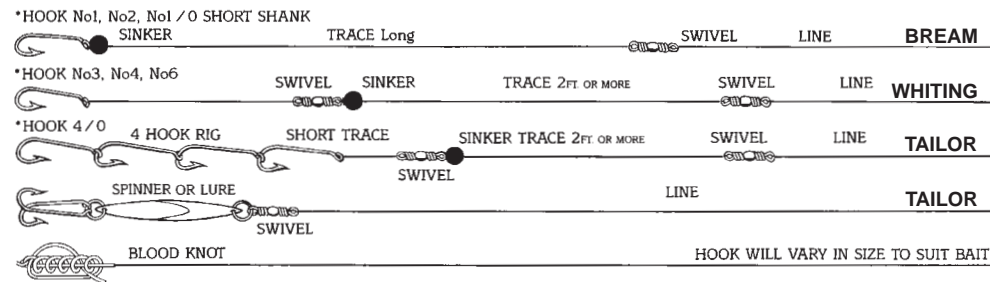 *HOOK No1, No2, No1/0 SHORT SHANK
SINKER TRACE Long SWIVEL LINE BREAM
*HOOK No3, No4, No6
SWIVEL SINKER TRACE 2FT. OR MORE SWIVEL LINE WHITING
*HOOK 4/0
4 HOOK RIG SHORT TRACE SINKER TRACE 2FT. OR MORE SWIVEL LINE TAILOR
SWIVEL
SPINNER OR LURE LINE TAILOR
SWIVEL
BLOOD KNOT HOOK WILL VARY IN SIZE TO SUIT BAIT